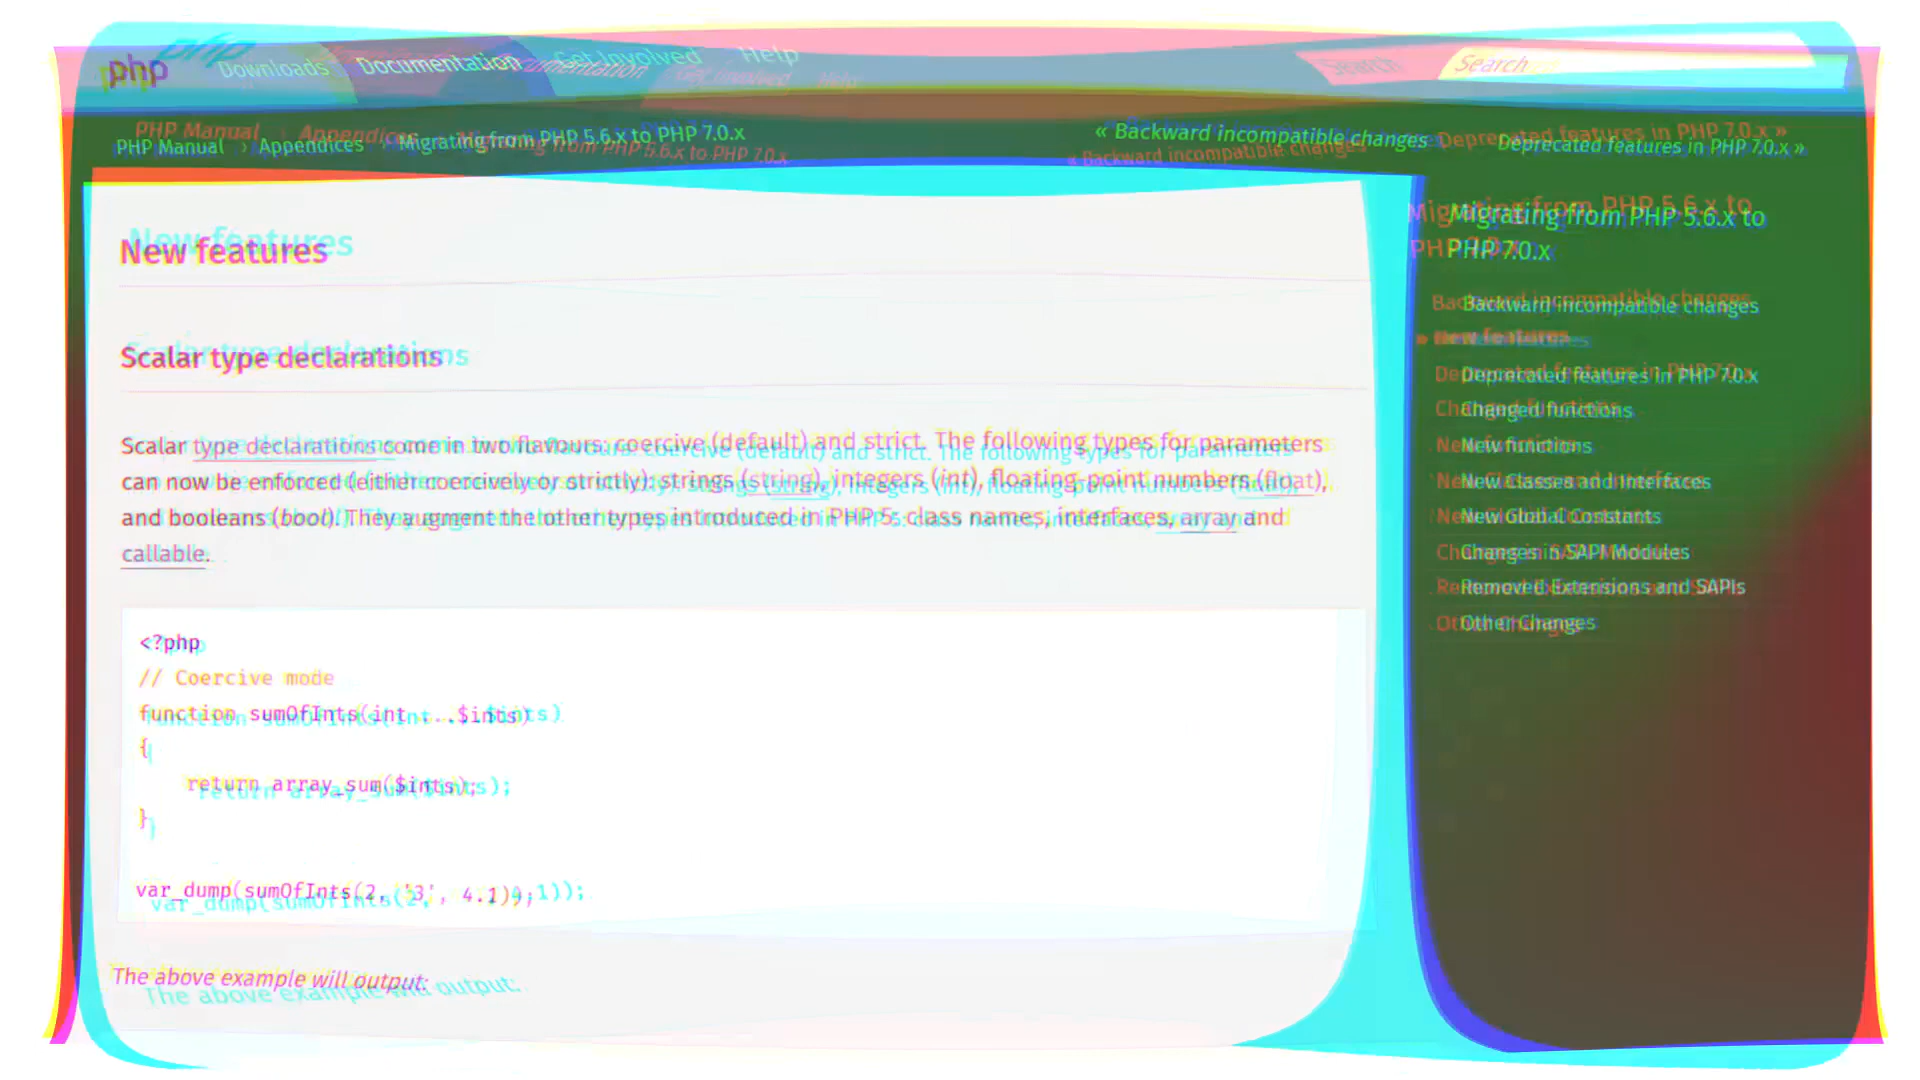 php Downloads Documentation Get Involved Help Search
PHP Manual › Appendices › Migrating from PHP 5.6.x to PHP 7.0.x « Backward incompatible changes Deprecated features in PHP 7.0.x »
New features
Scalar type declarations
Scalar type declarations come in two flavours: coercive (default) and strict. The following types for parameters
can now be enforced (either coercively or strictly): strings (string), integers (int), floating-point numbers (float),
and booleans (bool). They augment the other types introduced in PHP 5: class names, interfaces, array and
callable.
<?php
// Coercive mode
function sumOfInts(int ...$ints)
{
    return array_sum($ints);
}
var_dump(sumOfInts(2, '3', 4.1));
The above example will output:
Migrating from PHP 5.6.x to
PHP 7.0.x
Backward incompatible changes
» New features
Deprecated features in PHP 7.0.x
Changed functions
New functions
New Classes and Interfaces
New Global Constants
Changes in SAPI Modules
Removed Extensions and SAPIs
Other Changes